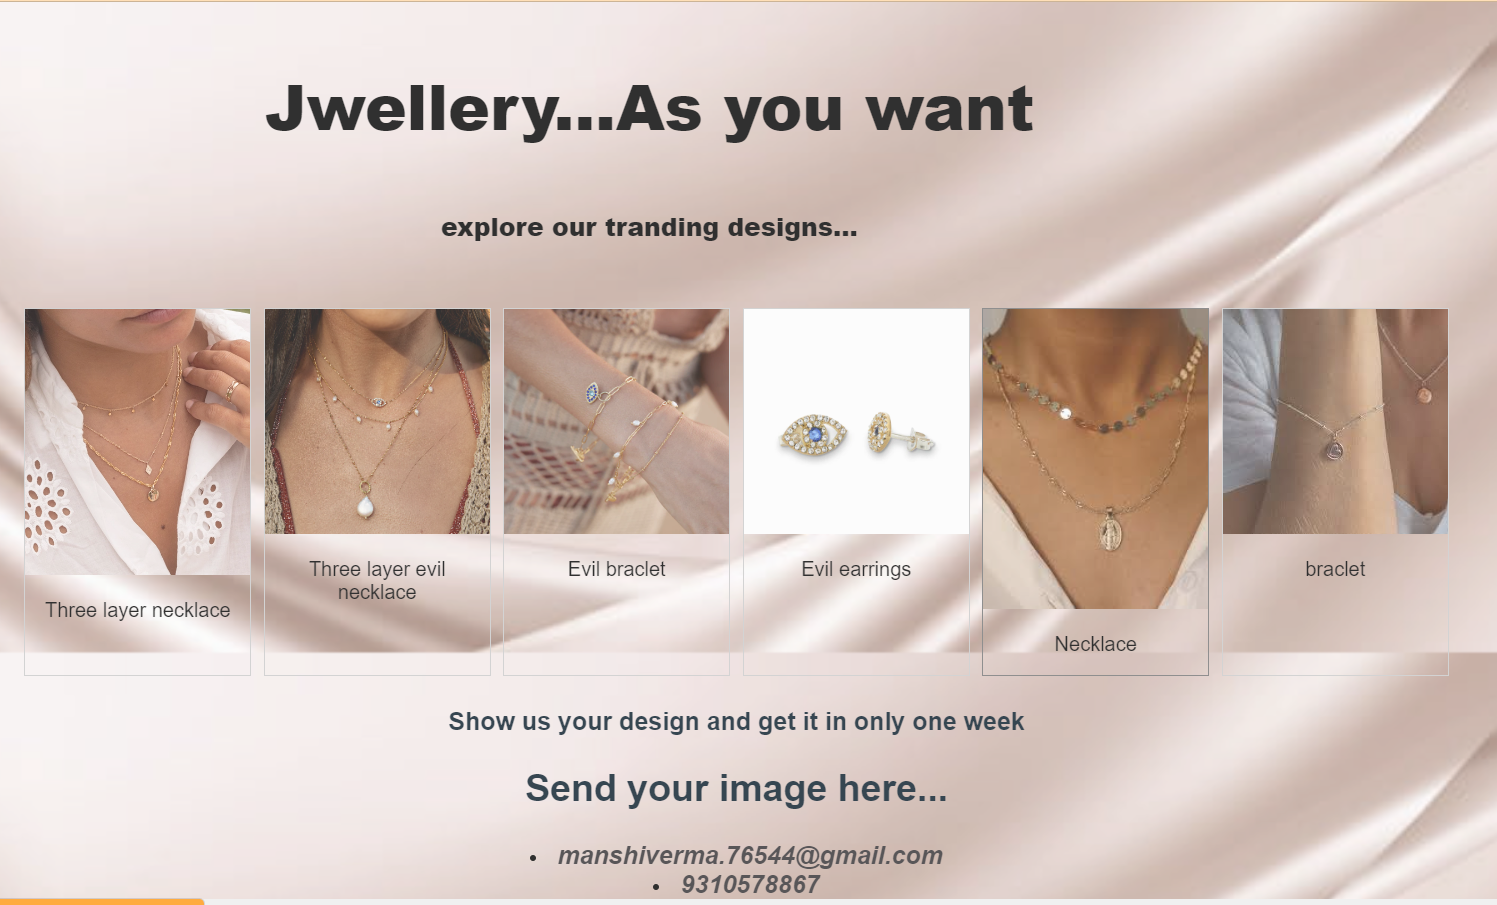 Jwellery...As you want
explore our tranding designs...
Three layer necklace
Three layer evil
necklace
Evil braclet
Evil earrings
Necklace
braclet
Show us your design and get it in only one week
Send your image here...
• manshiverma.76544@gmail.com
• 9310578867